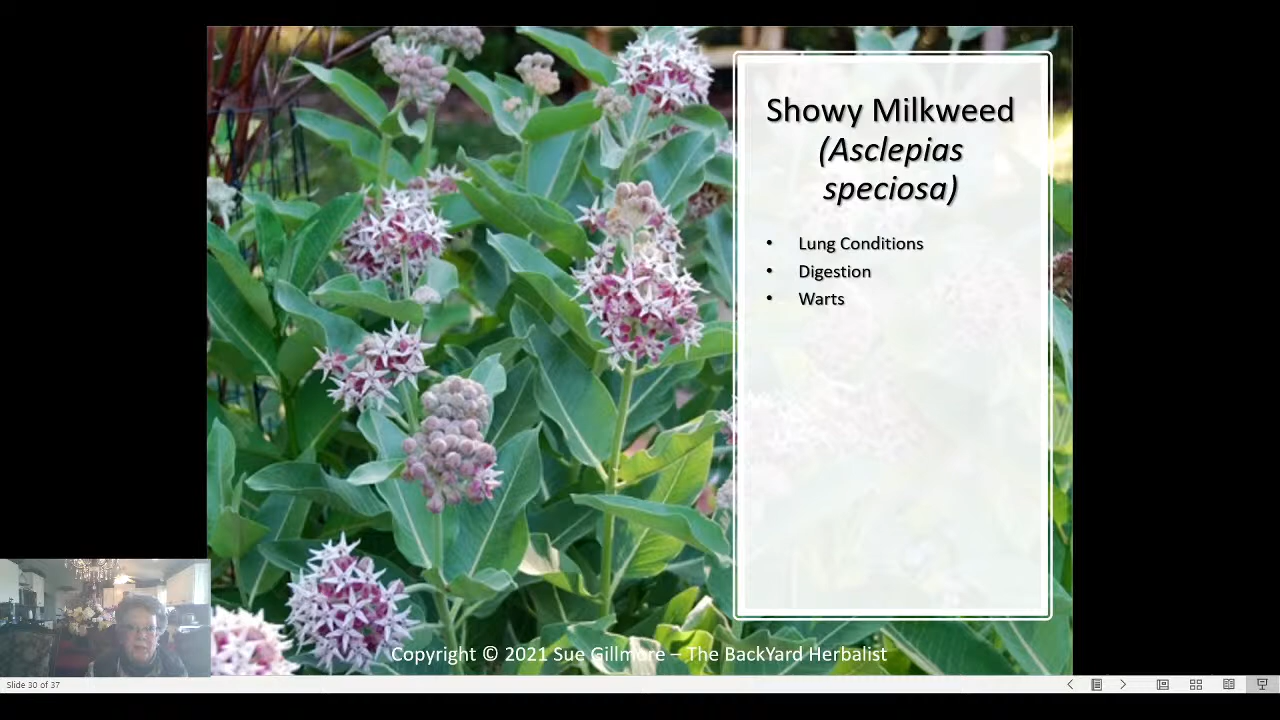 Showy Milkweed
(Asclepias
speciosa)
• Lung Conditions
• Digestion
• Warts
Copyright © 2021 Sue Gillmore – The BackYard Herbalist
Slide 30 of 37